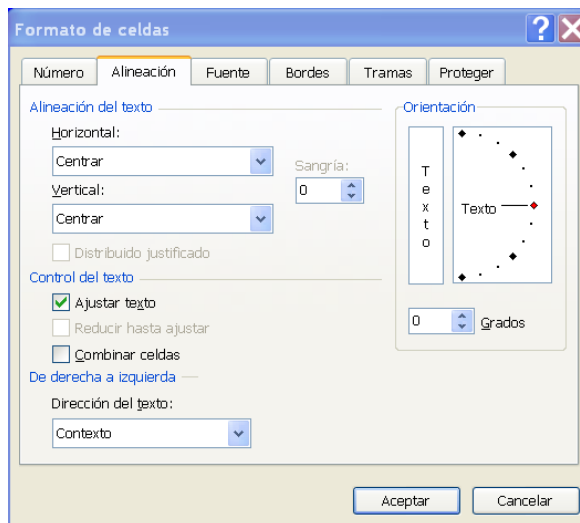 Formato de celdas
Número Alineación Fuente Bordes Tramas Proteger
Alineación del texto
Horizontal:
Centrar
Sangría:
0
Vertical:
Centrar
Distribuido justificado
Control del texto
Ajustar texto
Reducir hasta ajustar
Combinar celdas
De derecha a izquierda
Dirección del texto:
Contexto
Orientación
Texto
Texto
0 Grados
Aceptar Cancelar